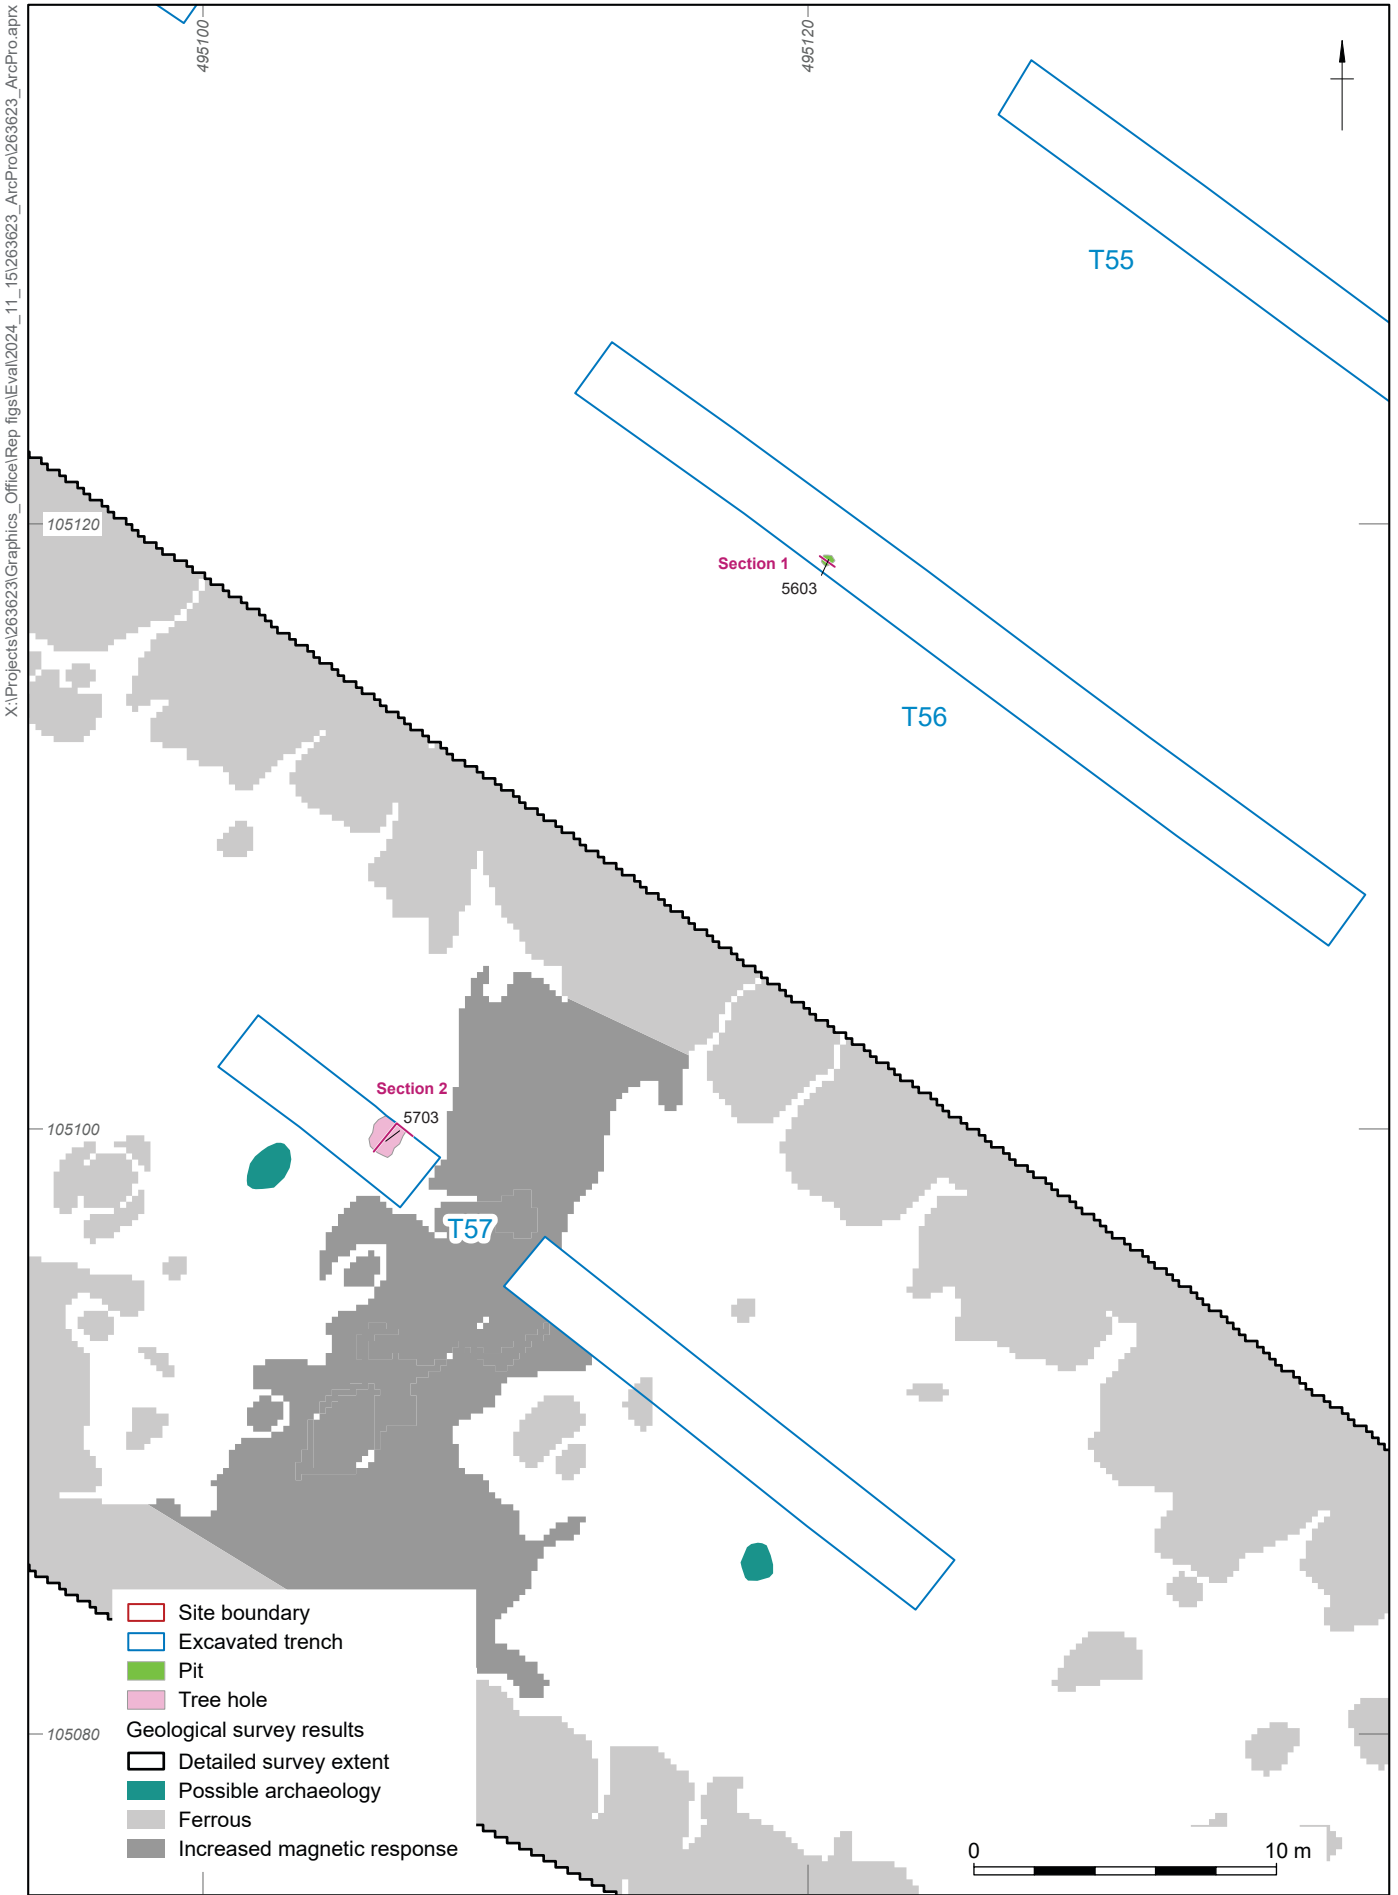 X:\Projects\263623\Graphics_Office\Rep figs\Eval\2024_11_15\263623_ArcPro\263623_ArcPro.aprx
495100
495120
T55
105120
Section 1
5603
T56
Section 2
5703
105100
T57
Site boundary
Excavated trench
Pit
Tree hole
Geological survey results
105080
Detailed survey extent
Possible archaeology
Ferrous
Increased magnetic response
0 10 m